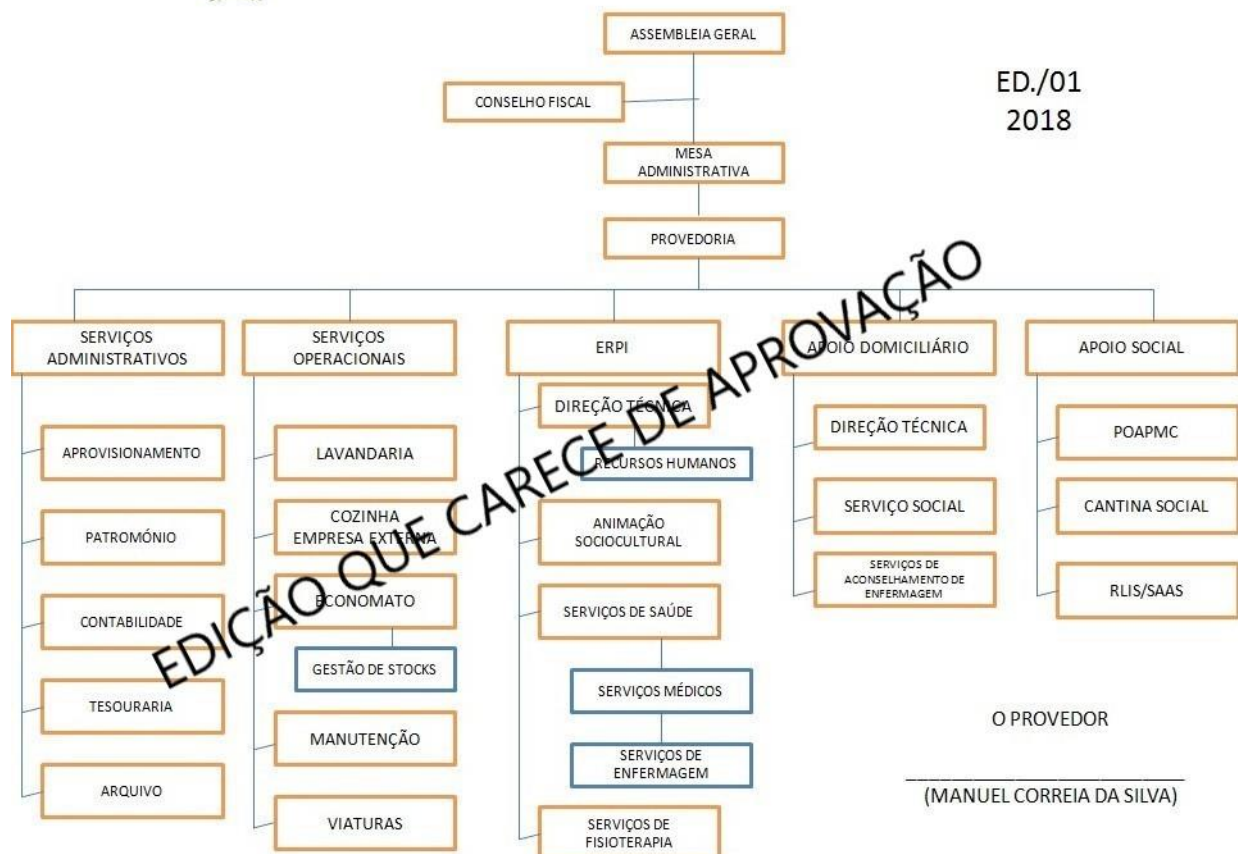 ASSEMBLEIA GERAL
CONSELHO FISCAL
ED./01
2018
MESA
ADMINISTRATIVA
PROVEDORIA
SERVIÇOS
ADMINISTRATIVOS
SERVIÇOS
OPERACIONAIS
ERPI
APOIO DOMICILIÁRIO
APOIO SOCIAL
APROVISIONAMENTO
PATROMÓNIO
CONTABILIDADE
TESOURARIA
ARQUIVO
LAVANDARIA
COZINHA
EMPRESA EXTERNA
ECONOMATO
GESTÃO DE STOCKS
MANUTENÇÃO
VIATURAS
DIREÇÃO TÉCNICA
RECURSOS HUMANOS
ANIMAÇÃO
SOCIOCULTURAL
SERVIÇOS DE SAÚDE
SERVIÇOS MÉDICOS
SERVIÇOS DE
ENFERMAGEM
SERVIÇOS DE
FISIOTERAPIA
DIREÇÃO TÉCNICA
SERVIÇO SOCIAL
SERVIÇOS DE
ACONSELHAMENTO DE
ENFERMAGEM
POAPMC
CANTINA SOCIAL
RLIS/SAAS
EDIÇÃO QUE CARECE DE APROVAÇÃO
O PROVEDOR
(MANUEL CORREIA DA SILVA)